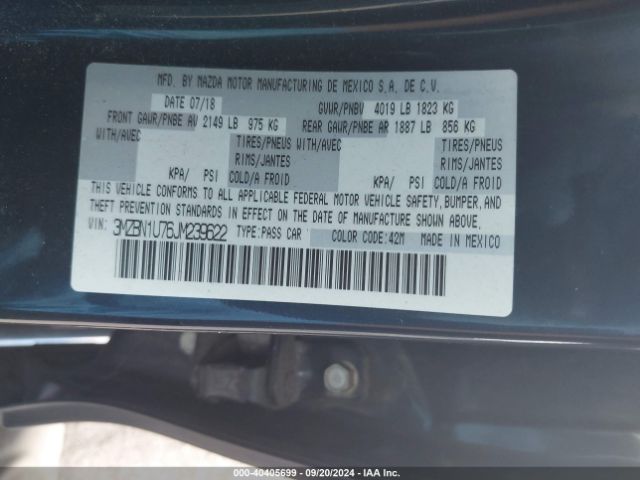 MFD. BY MAZDA MOTOR MANUFACTURING DE MEXICO S.A. DE C.V.
DATE 07/18 GVWR/PNBV 4019 LB 1823 KG
FRONT GAWR/PNBE AV 2149 LB 975 KG REAR GAWR/PNBE AR 1887 LB 856 KG
WITH/AVEC TIRES/PNEUS WITH/AVEC TIRES/PNEUS
RIMS/JANTES RIMS/JANTES
KPA/ PSI COLD/A FROID KPA/ PSI COLD/A FROID
THIS VEHICLE CONFORMS TO ALL APPLICABLE FEDERAL MOTOR VEHICLE SAFETY, BUMPER, AND
THEFT PREVENTION STANDARDS IN EFFECT ON THE DATE OF MANUFACTURE SHOWN ABOVE.
VIN: 3MZBN1U76JM239622 TYPE:PASS CAR COLOR CODE:42M MADE IN MEXICO
000-40405699 - 09/20/2024 - IAA Inc.